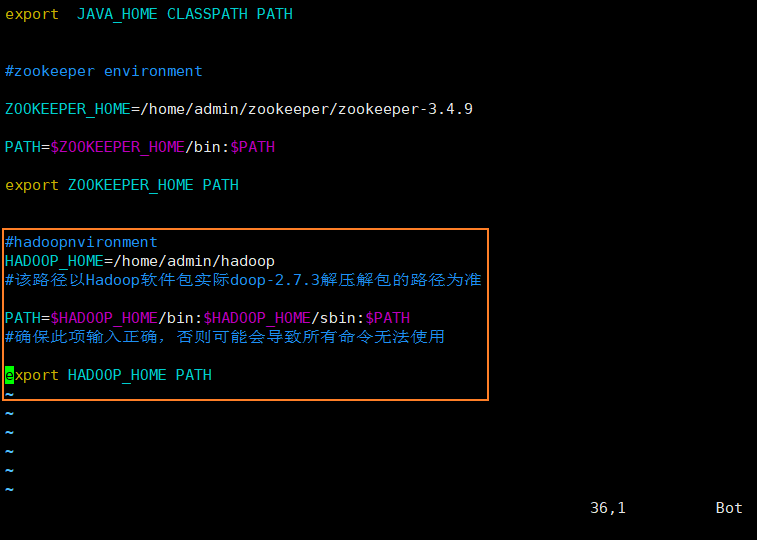 export  JAVA_HOME CLASSPATH PATH
#zookeeper environment
ZOOKEEPER_HOME=/home/admin/zookeeper/zookeeper-3.4.9
PATH=$ZOOKEEPER_HOME/bin:$PATH
export ZOOKEEPER_HOME PATH
#hadoopnvironment
HADOOP_HOME=/home/admin/hadoop
#该路径以Hadoop软件包实际doop-2.7.3解压解包的路径为准
PATH=$HADOOP_HOME/bin:$HADOOP_HOME/sbin:$PATH
#确保此项输入正确，否则可能会导致所有命令无法使用
export HADOOP_HOME PATH
~
~
~
~
~
~
36,1 Bot